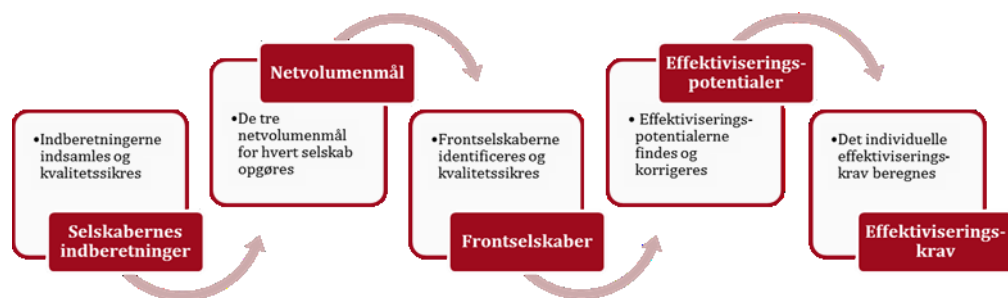 •Indberetningerne
indsamles og
kvalitetssikres
Selskabernes
indberetninger
Netvolumenmål
•De tre
netvolumenmål
for hvert selskab
opgøres
•Frontselskaberne
identificeres og
kvalitetssikres
Frontselskaber
Effektiviserings-
potentialer
• Effektiviserings-
potentialerne
findes og
korrigeres
•Det individuelle
effektiviserings-
krav beregnes
Effektiviserings-
krav